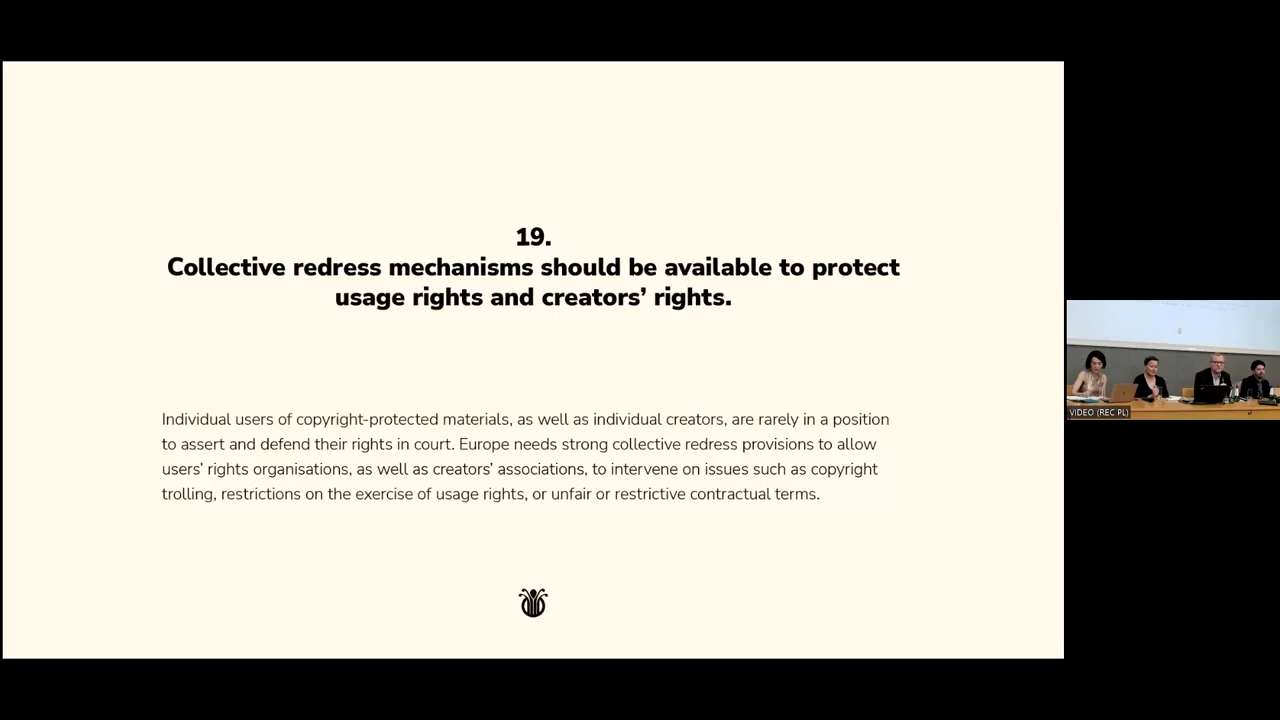 19.
Collective redress mechanisms should be available to protect
usage rights and creators’ rights.
Individual users of copyright-protected materials, as well as individual creators, are rarely in a position
to assert and defend their rights in court. Europe needs strong collective redress provisions to allow
users’ rights organisations, as well as creators’ associations, to intervene on issues such as copyright
trolling, restrictions on the exercise of usage rights, or unfair or restrictive contractual terms.
VIDEO (REC PL)